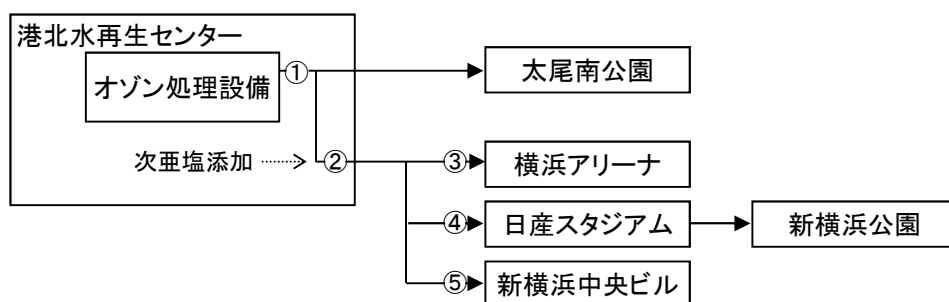 港北水再生センター
オゾン処理設備
①
太尾南公園
次亜塩添加
②
③
横浜アリーナ
④
日産スタジアム
新横浜公園
⑤
新横浜中央ビル